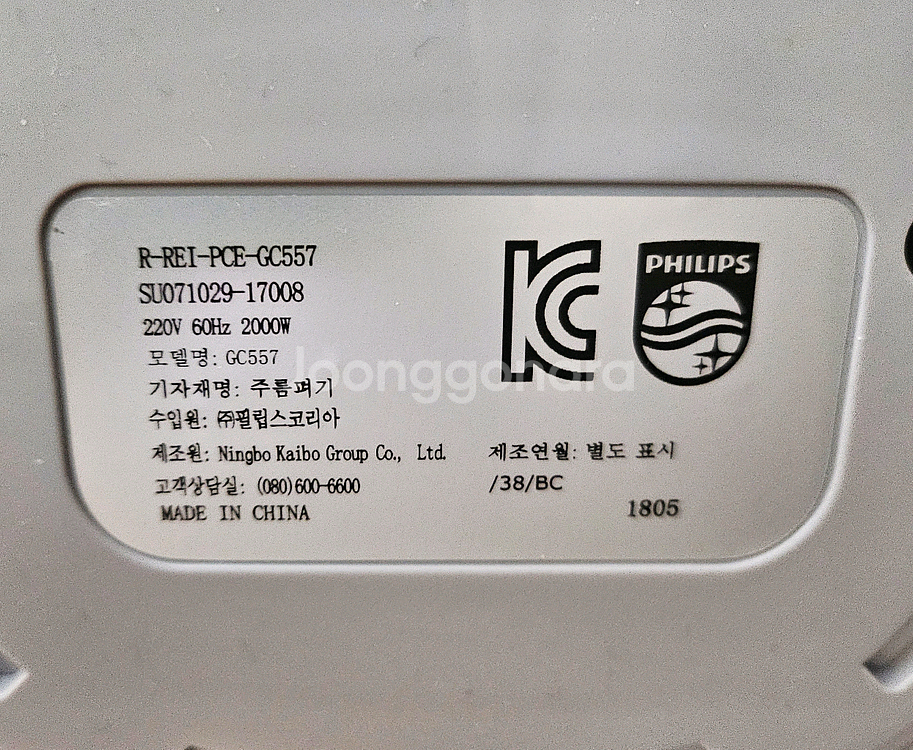 R-REI-PCE-GC557
SU071029-17008
220V 60Hz 2000W
모델명: GC557
기자재명: 주름펴기
수입원: ㈜필립스코리아
제조원: Ningbo Kaibo Group Co., Ltd.
고객상담실: (080)600-6600
MADE IN CHINA
KC
PHILIPS
제조연월: 별도 표시
/38/BC
1805
loonggondra